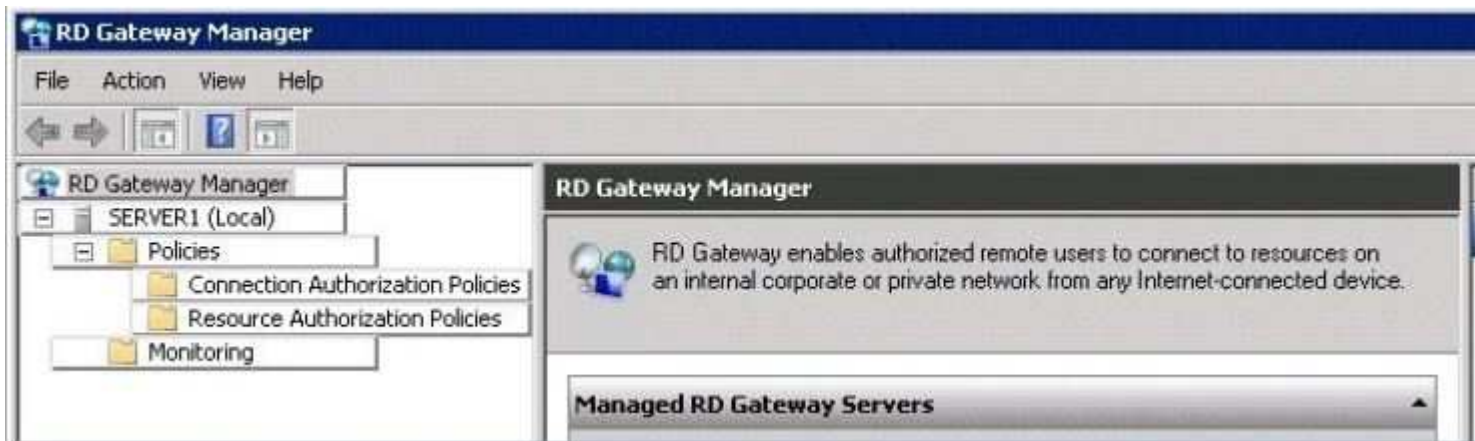 RD Gateway Manager
File Action View Help
RD Gateway Manager
SERVER1 (Local)
Policies
Connection Authorization Policies
Resource Authorization Policies
Monitoring
RD Gateway Manager
RD Gateway enables authorized remote users to connect to resources on
an internal corporate or private network from any Internet-connected device.
Managed RD Gateway Servers